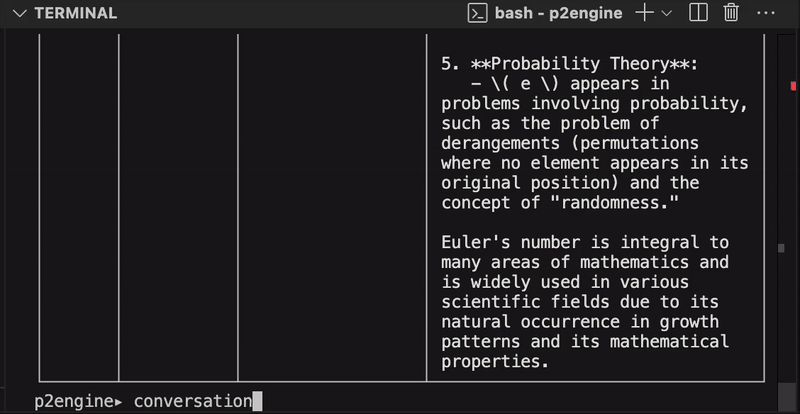 TERMINAL
bash - p2engine
5. **Probability Theory**:
- \( e \) appears in
problems involving probability,
such as the problem of
derangements (permutations
where no element appears in its
original position) and the
concept of "randomness."
Euler's number is integral to
many areas of mathematics and
is widely used in various
scientific fields due to its
natural occurrence in growth
patterns and its mathematical
properties.
p2engine▸ conversation